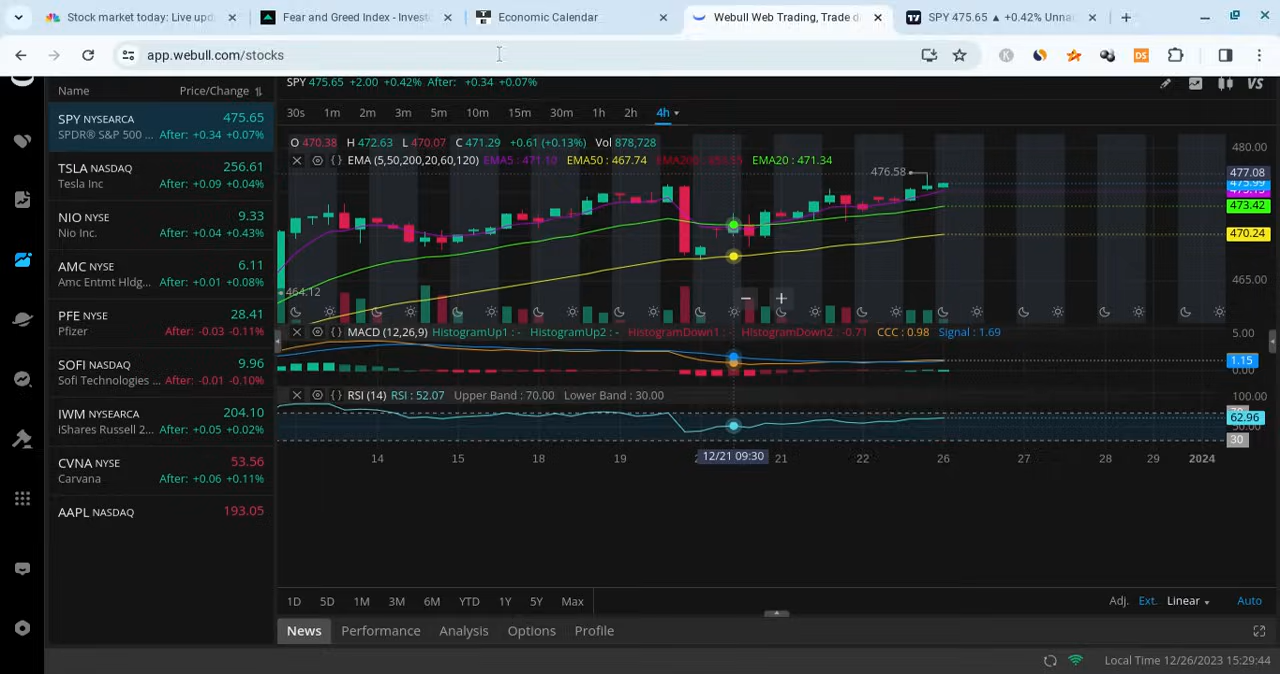 Stock market today: Live upd
Fear and Greed Index - Invest
Economic Calendar
Webull Web Trading, Trade d
SPY 475.65 ▲ +0.42% Unna
app.webull.com/stocks
Name Price/Change
SPY 475.65 +2.00 +0.42% After: +0.34 +0.07%
SPY NYSEARCA 475.65
SPDR® S&P 500 ... After: +0.34 +0.07%
TSLA NASDAQ 256.61
Tesla Inc After: +0.09 +0.04%
NIO NYSE 9.33
Nio Inc. After: +0.04 +0.43%
AMC NYSE 6.11
Amc Entmt Hldg... After: +0.01 +0.08%
PFE NYSE 28.41
Pfizer After: -0.03 -0.11%
SOFI NASDAQ 9.96
Sofi Technologies ... After: -0.01 -0.10%
IWM NYSEARCA 204.10
iShares Russell 2... After: +0.05 +0.02%
CVNA NYSE 53.56
Carvana After: +0.06 +0.11%
AAPL NASDAQ 193.05
30s 1m 2m 3m 5m 10m 15m 30m 1h 2h 4h
VS
O 470.38 H 472.63 L 470.07 C 471.29 +0.61 (+0.13%) Vol 878,728
EMA (5,50,200,20,60,120) EMA5 : 471.10 EMA50 : 467.74 EMA20 : 471.34
476.58
464.12
480.00
477.08
473.42
470.24
465.00
MACD (12,26,9) HistogramUp1 : - HistogramUp2 : - HistogramDown1 : - HistogramDown2 : -0.71 CCC : 0.98 Signal : 1.69
5.00
1.15
0.00
RSI (14) RSI : 52.07 Upper Band : 70.00 Lower Band : 30.00
100.00
62.96
30
14 15 18 19 12/21 09:30 21 22 26 27 28 29 2024
1D 5D 1M 3M 6M YTD 1Y 5Y Max
Adj. Ext. Linear Auto
News Performance Analysis Options Profile
Local Time 12/26/2023 15:29:44